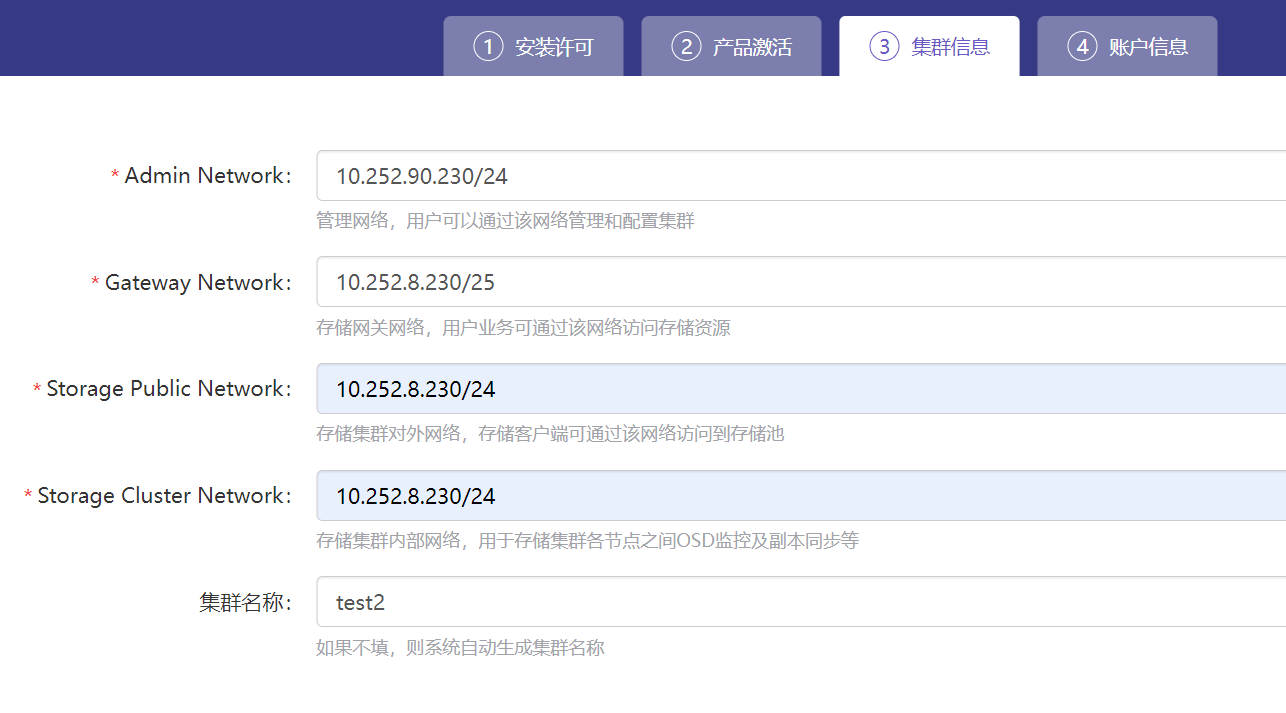 ① 安装许可 ② 产品激活 ③ 集群信息 ④ 账户信息
* Admin Network: 10.252.90.230/24
管理网络，用户可以通过该网络管理和配置集群
* Gateway Network: 10.252.8.230/25
存储网关网络，用户业务可通过该网络访问存储资源
* Storage Public Network: 10.252.8.230/24
存储集群对外网络，存储客户端可通过该网络访问到存储池
* Storage Cluster Network: 10.252.8.230/24
存储集群内部网络，用于存储集群各节点之间OSD监控及副本同步等
集群名称: test2
如果不填，则系统自动生成集群名称